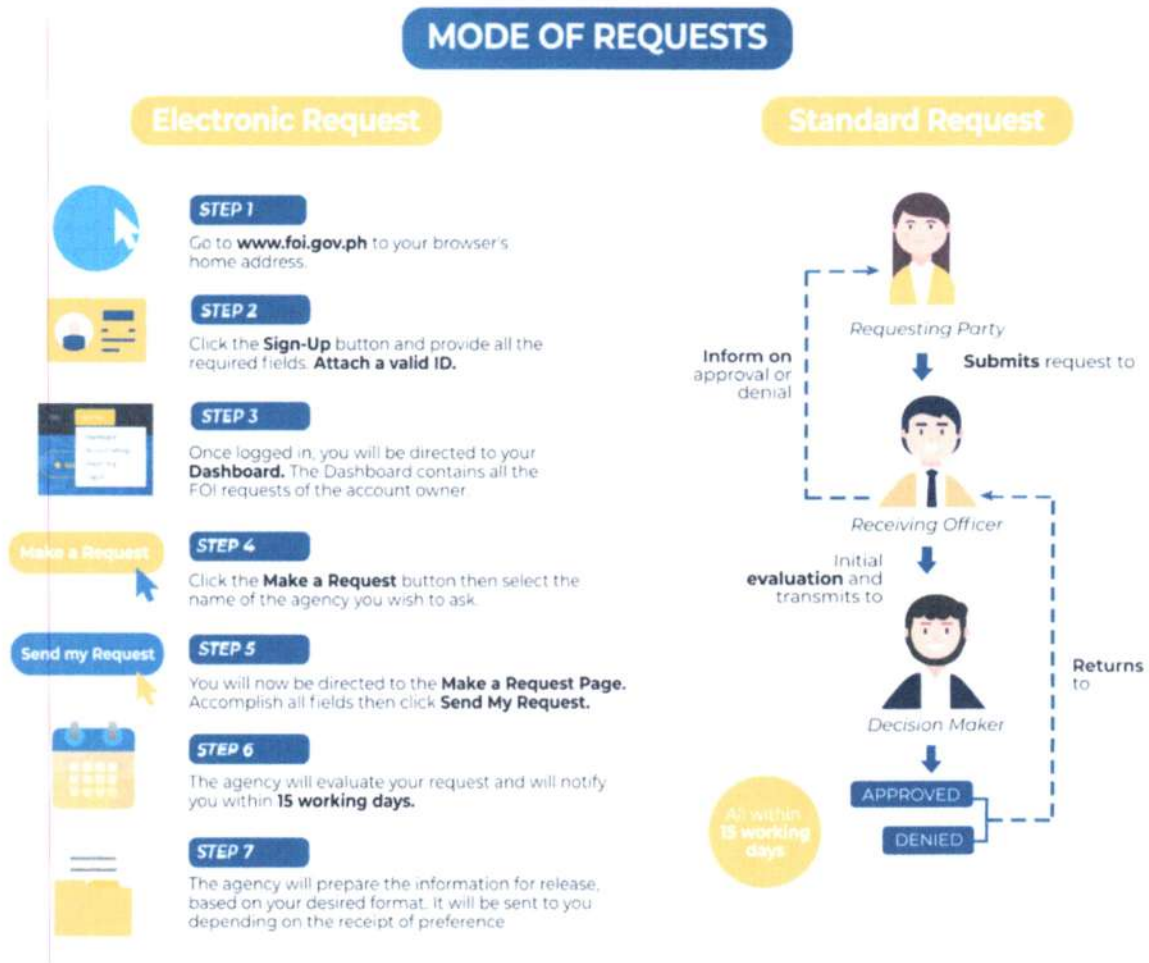 MODE OF REQUESTS
Electronic Request
STEP 1
Go to www.foi.gov.ph to your browser's
home address.
STEP 2
Click the Sign-Up button and provide all the
required fields. Attach a valid ID.
STEP 3
Once logged in, you will be directed to your
Dashboard. The Dashboard contains all the
FOI requests of the account owner.
Make a Request
STEP 4
Click the Make a Request button then select the
name of the agency you wish to ask.
Send my Request
STEP 5
You will now be directed to the Make a Request Page.
Accomplish all fields then click Send My Request.
STEP 6
The agency will evaluate your request and will notify
you within 15 working days.
STEP 7
The agency will prepare the information for release,
based on your desired format. It will be sent to you
depending on the receipt of preference
Standard Request
Requesting Party
Submits request to
Inform on
approval or
denial
Receiving Officer
Initial
evaluation and
transmits to
Decision Maker
Returns
to
APPROVED
DENIED
All within
15 working
days